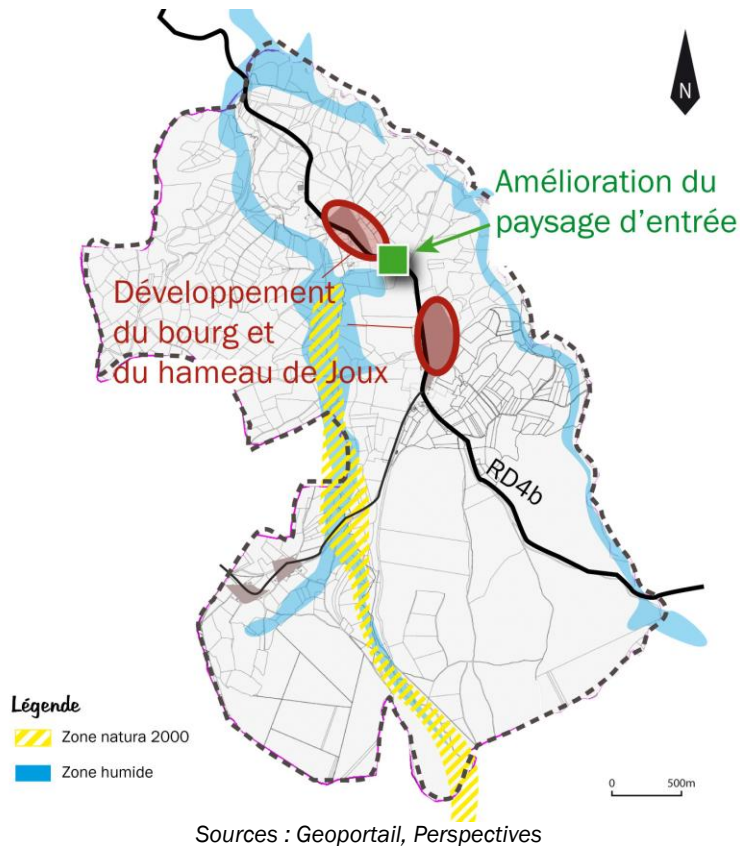 N
Amélioration du
paysage d'entrée
Développement
du bourg et
du hameau de Joux
RD4b
Légende
Zone natura 2000
Zone humide
0 500m
Sources : Geoportail, Perspectives